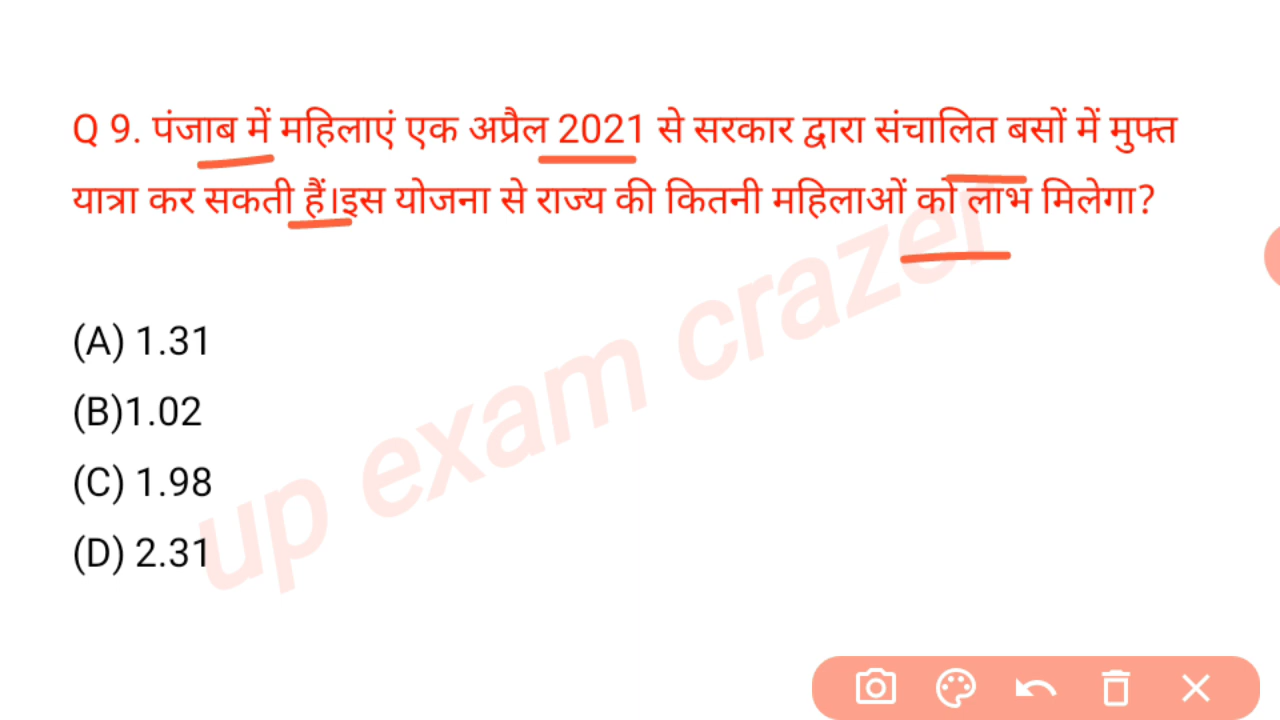 Q 9. पंजाब में महिलाएं एक अप्रैल 2021 से सरकार द्वारा संचालित बसों में मुफ्त
यात्रा कर सकती हैं।इस योजना से राज्य की कितनी महिलाओं को लाभ मिलेगा?
(A) 1.31
(B)1.02
(C) 1.98
(D) 2.31
up exam crazer